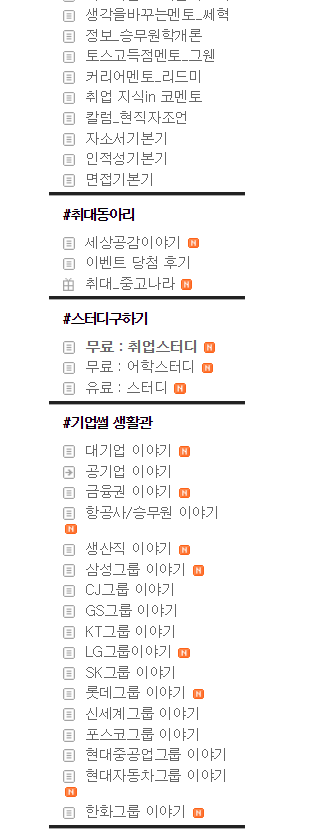 생각을바꾸는멘토_쎄혁
정보_승무원학개론
토스고득점멘토_그웬
커리어멘토_리드미
취업 지식in 코멘토
칼럼_현직자조언
자소서기본기
인적성기본기
면접기본기
#취대동아리
세상공감이야기 N
이벤트 당첨 후기
취대_중고나라 N
#스터디구하기
무료 : 취업스터디 N
무료 : 어학스터디 N
유료 : 스터디 N
#기업썰 생활관
대기업 이야기 N
공기업 이야기
금융권 이야기 N
항공사/승무원 이야기
N
생산직 이야기 N
삼성그룹 이야기 N
CJ그룹 이야기
GS그룹 이야기
KT그룹 이야기
LG그룹이야기 N
SK그룹 이야기
롯데그룹 이야기 N
신세계그룹 이야기
포스코그룹 이야기
현대중공업그룹 이야기
현대자동차그룹 이야기
N
한화그룹 이야기 N